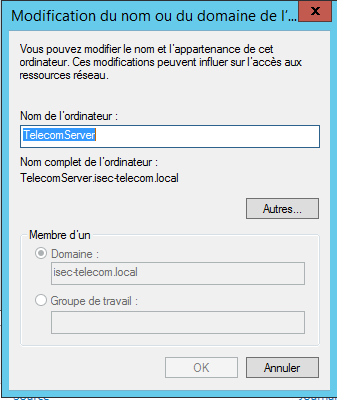 Modification du nom ou du domaine de l'...
x
Vous pouvez modifier le nom et l'appartenance de cet
ordinateur. Ces modifications peuvent influer sur l'accès aux
ressources réseau.
Nom de l'ordinateur :
TelecomServer
Nom complet de l'ordinateur :
TelecomServer.isec-telecom.local
Autres...
Membre d'un
Domaine :
isec-telecom.local
Groupe de travail :
OK
Annuler